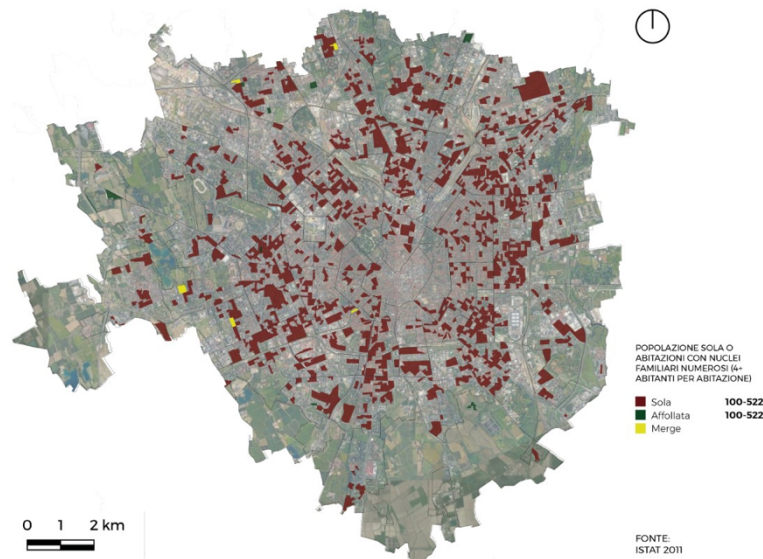 POPOLAZIONE SOLA O
ABITAZIONI CON NUCLEI
FAMILIARI NUMEROSI (4+
ABITANTI PER ABITAZIONE)
Sola 100-522
Affollata 100-522
Merge
0 1 2 km
FONTE:
ISTAT 2011